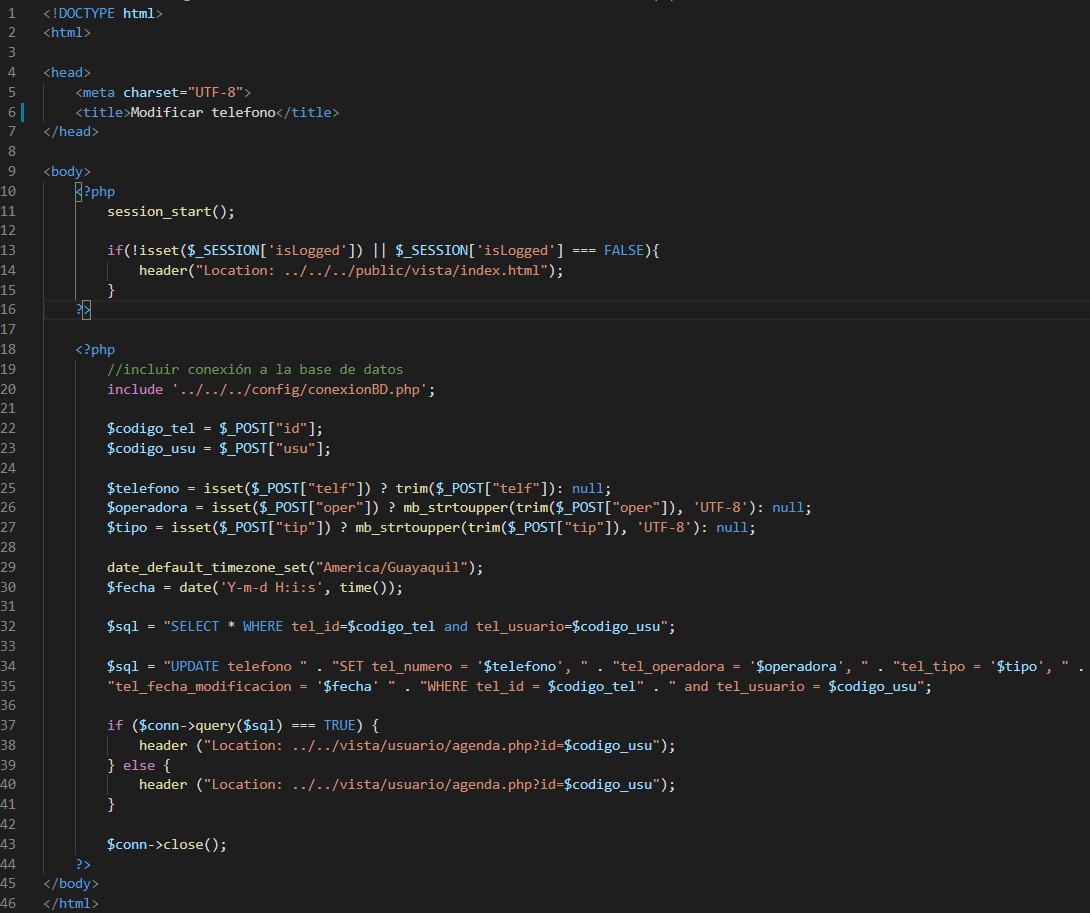 1 <!DOCTYPE html>
2 <html>
3
4 <head>
5     <meta charset="UTF-8">
6     <title>Modificar telefono</title>
7 </head>
8
9 <body>
10     <?php
11         session_start();
12
13         if(!isset($_SESSION['isLogged']) || $_SESSION['isLogged'] === FALSE){
14             header("Location: ../../../public/vista/index.html");
15         }
16     ?>
17
18     <?php
19         //incluir conexión a la base de datos
20         include '../../../config/conexionBD.php';
21
22         $codigo_tel = $_POST["id"];
23         $codigo_usu = $_POST["usu"];
24
25         $telefono = isset($_POST["telf"]) ? trim($_POST["telf"]): null;
26         $operadora = isset($_POST["oper"]) ? mb_strtoupper(trim($_POST["oper"]), 'UTF-8'): null;
27         $tipo = isset($_POST["tip"]) ? mb_strtoupper(trim($_POST["tip"]), 'UTF-8'): null;
28
29         date_default_timezone_set("America/Guayaquil");
30         $fecha = date('Y-m-d H:i:s', time());
31
32         $sql = "SELECT * WHERE tel_id=$codigo_tel and tel_usuario=$codigo_usu";
33
34         $sql = "UPDATE telefono " . "SET tel_numero = '$telefono', " . "tel_operadora = '$operadora', " . "tel_tipo = '$tipo', " .
35         "tel_fecha_modificacion = '$fecha' " . "WHERE tel_id = $codigo_tel" . " and tel_usuario = $codigo_usu";
36
37         if ($conn->query($sql) === TRUE) {
38             header ("Location: ../../vista/usuario/agenda.php?id=$codigo_usu");
39         } else {
40             header ("Location: ../../vista/usuario/agenda.php?id=$codigo_usu");
41         }
42
43         $conn->close();
44     ?>
45 </body>
46 </html>